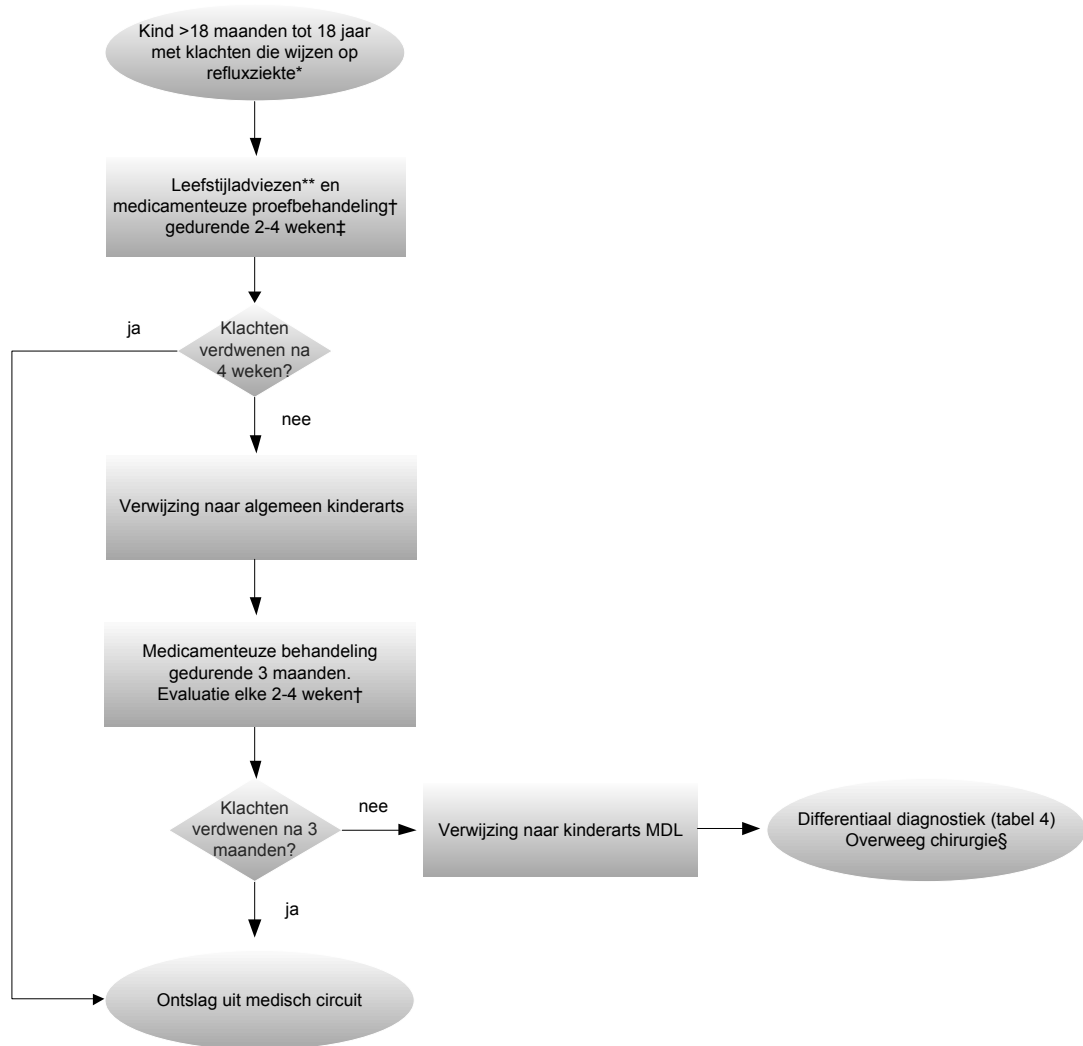 Kind >18 maanden tot 18 jaar
met klachten die wijzen op
refluxziekte*
Leefstijladviezen** en
medicamenteuze proefbehandeling†
gedurende 2-4 weken‡
ja
Klachten
verdwenen na
4 weken?
nee
Verwijzing naar algemeen kinderarts
Medicamenteuze behandeling
gedurende 3 maanden.
Evaluatie elke 2-4 weken†
Klachten
verdwenen na 3
maanden?
nee
Verwijzing naar kinderarts MDL
Differentiaal diagnostiek (tabel 4)
Overweeg chirurgie§
ja
Ontslag uit medisch circuit